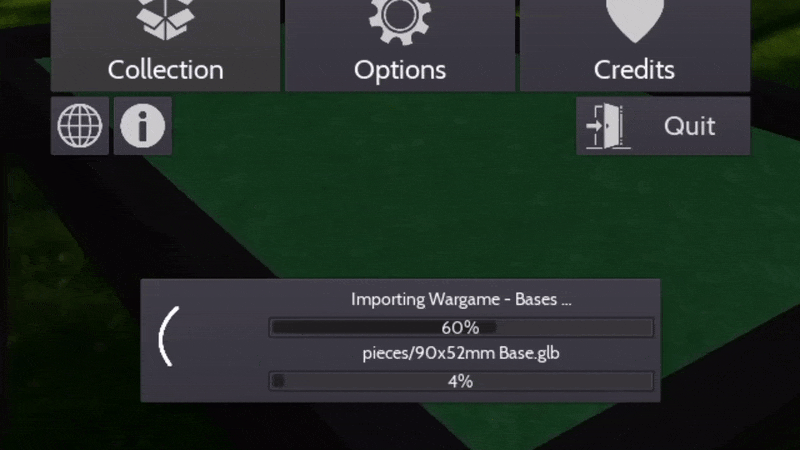 Collection
Options
Credits
Quit
Importing Wargame - Bases ...
60%
pieces/90x52mm Base.glb
4%